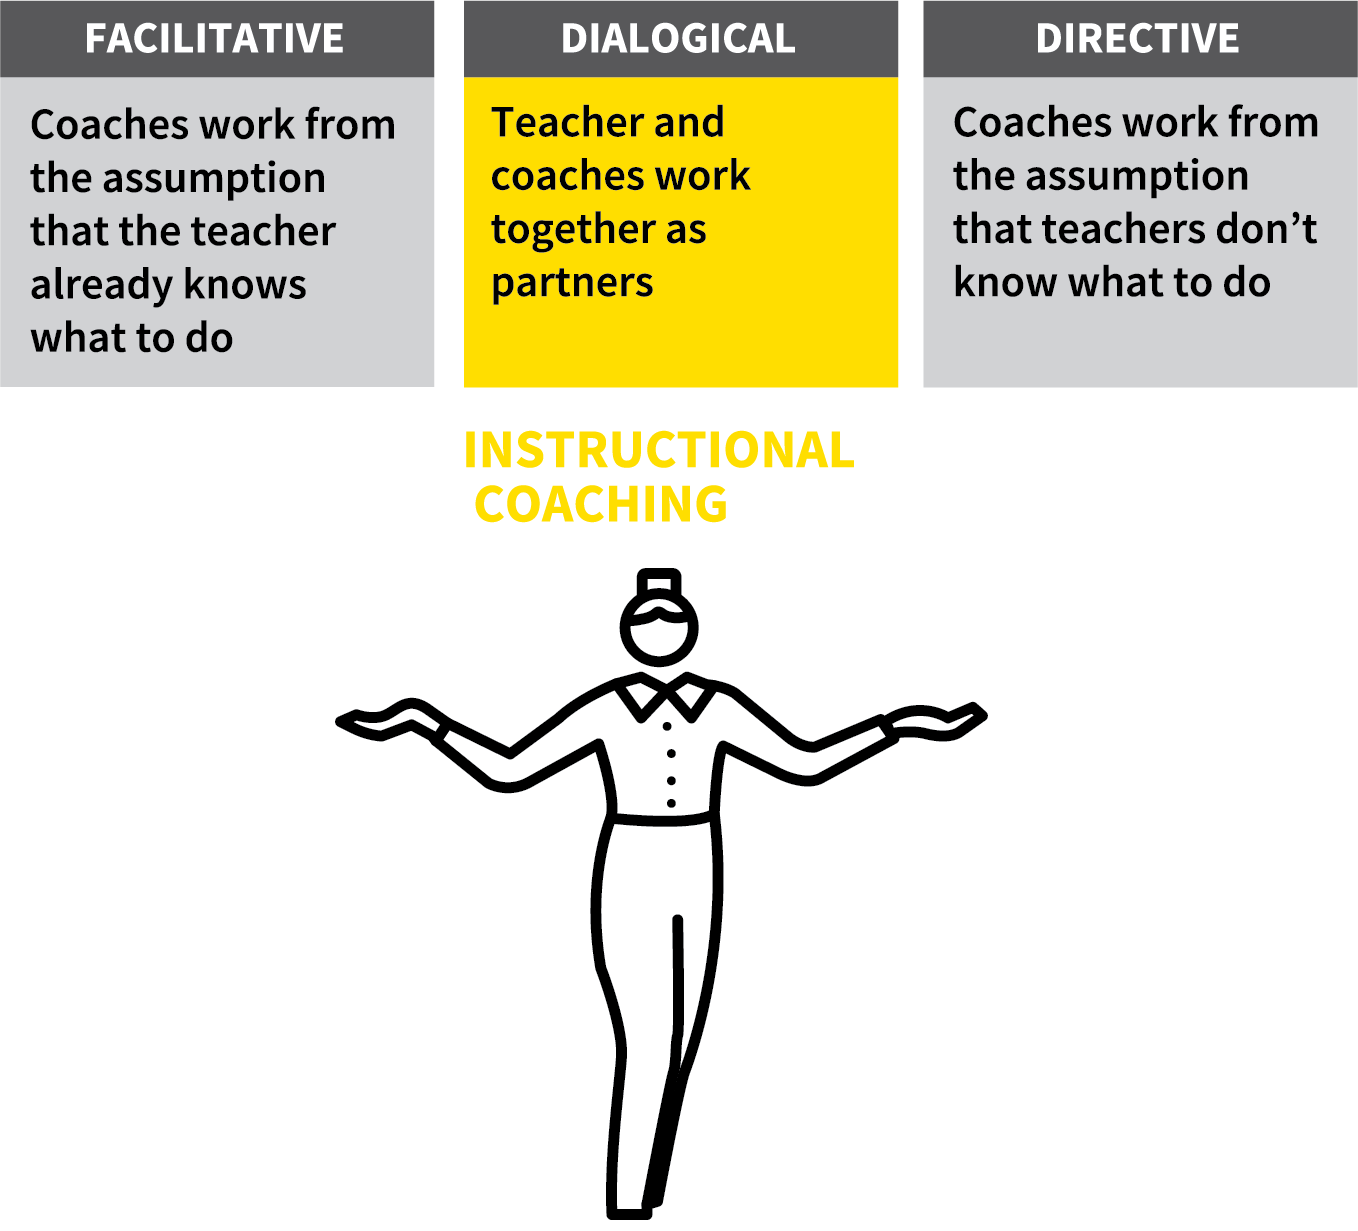 FACILITATIVE
Coaches work from
the assumption
that the teacher
already knows
what to do
DIALOGICAL
Teacher and
coaches work
together as
partners
DIRECTIVE
Coaches work from
the assumption
that teachers don’t
know what to do
INSTRUCTIONAL
COACHING